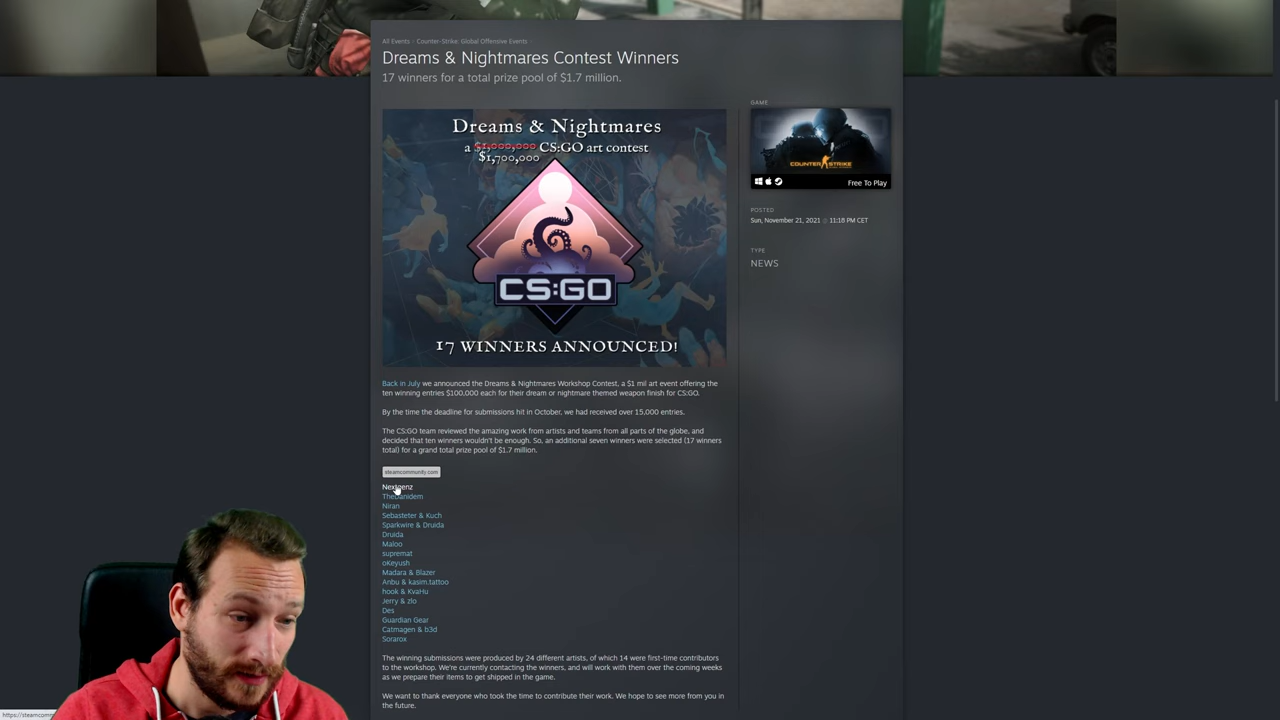 All Events > Counter-Strike: Global Offensive Events >
Dreams & Nightmares Contest Winners
17 winners for a total prize pool of $1.7 million.
GAME
Dreams & Nightmares
a $1,000,000 CS:GO art contest
$1,700,000
COUNTER STRIKE
Free To Play
POSTED
Sun, November 21, 2021 @ 11:18 PM CET
TYPE
NEWS
CS:GO
17 WINNERS ANNOUNCED!
Back in July we announced the Dreams & Nightmares Workshop Contest, a $1 mil art event offering the
ten winning entries $100,000 each for their dream or nightmare themed weapon finish for CS:GO.
By the time the deadline for submissions hit in October, we had received over 15,000 entries.
The CS:GO team reviewed the amazing work from artists and teams from all parts of the globe, and
decided that ten winners wouldn't be enough. So, an additional seven winners were selected (17 winners
total) for a grand total prize pool of $1.7 million.
steamcommunity.com
Nextgenz
TheDanidem
Niran
Sebasteter & Kuch
Sparkwire & Druida
Druida
Maloo
supremat
oKeyush
Madara & Blazer
Anbu & kasim.tattoo
hook & KvaHu
Jerry & zlo
Des
Guardian Gear
Catmagen & b3d
Sorarox
The winning submissions were produced by 24 different artists, of which 14 were first-time contributors
to the workshop. We're currently contacting the winners, and will work with them over the coming weeks
as we prepare their items to get shipped in the game.
We want to thank everyone who took the time to contribute their work. We hope to see more from you in
the future.
https://steamcomm